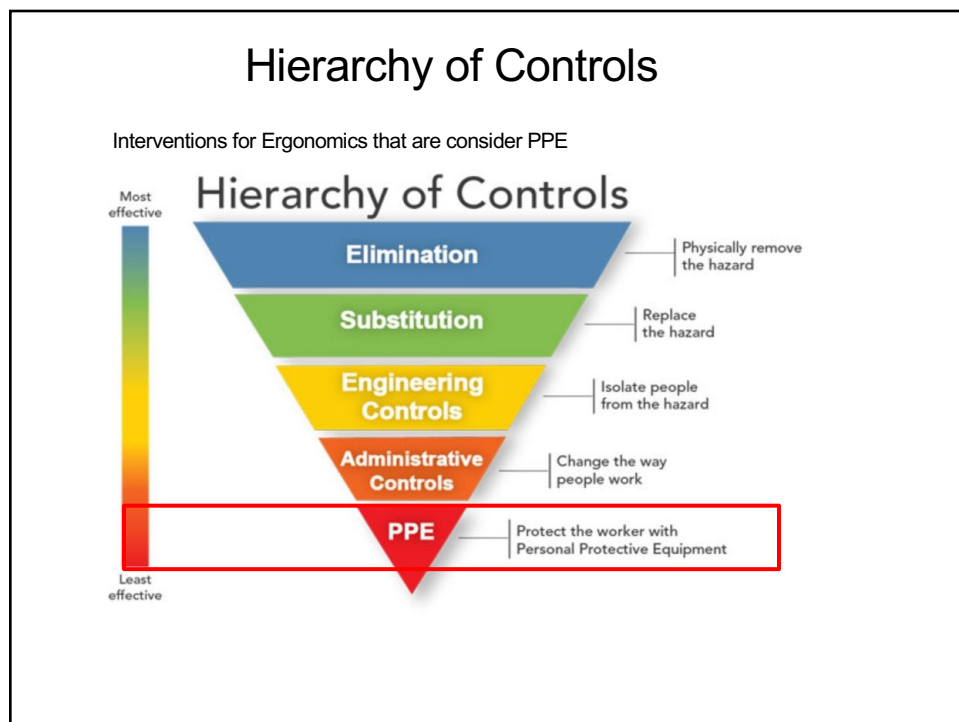 Hierarchy of Controls
Interventions for Ergonomics that are consider PPE
Hierarchy of Controls
Most
effective
Elimination
Physically remove
the hazard
Substitution
Replace
the hazard
Engineering
Controls
Isolate people
from the hazard
Administrative
Controls
Change the way
people work
PPE
Protect the worker with
Personal Protective Equipment
Least
effective